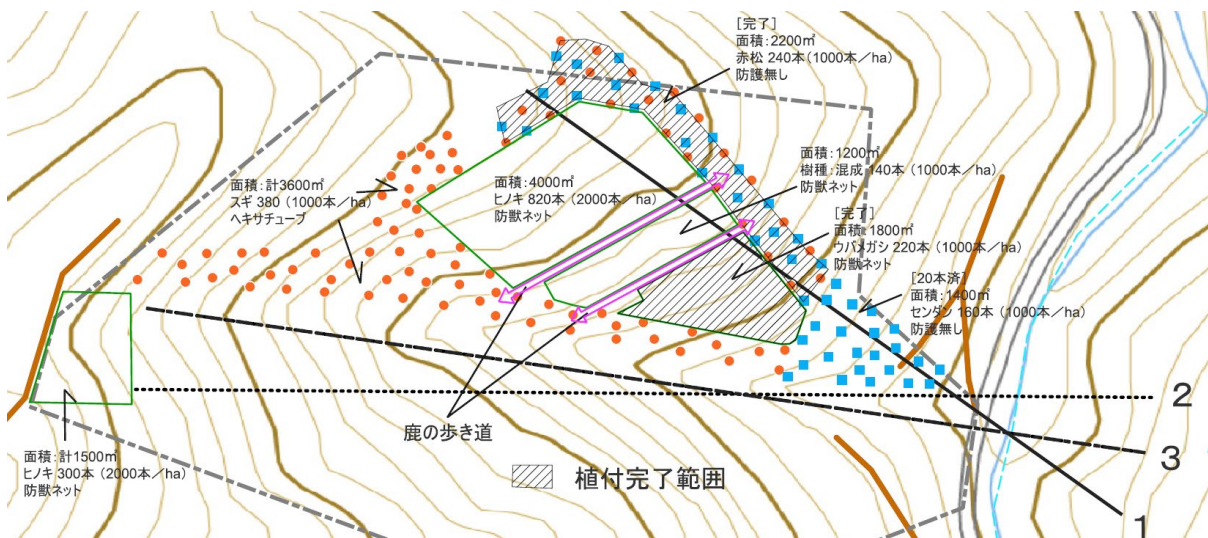 [完了]
面積:2200㎡
赤松 240本(1000本/ha)
防護無し
面積:1200㎡
樹種:混成 140本(1000本/ha)
防獣ネット
面積:計3600㎡
スギ 380(1000本/ha)
ヘキサチューブ
面積:4000㎡
ヒノキ 820本(2000本/ha)
防獣ネット
[完了]
面積:1800㎡
ウバメガシ 220本(1000本/ha)
防獣ネット
[20本済]
面積:1400㎡
センダン 160本(1000本/ha)
防護無し
2
鹿の歩き道
3
面積:計1500㎡
ヒノキ 300本(2000本/ha)
防獣ネット
植付完了範囲
1